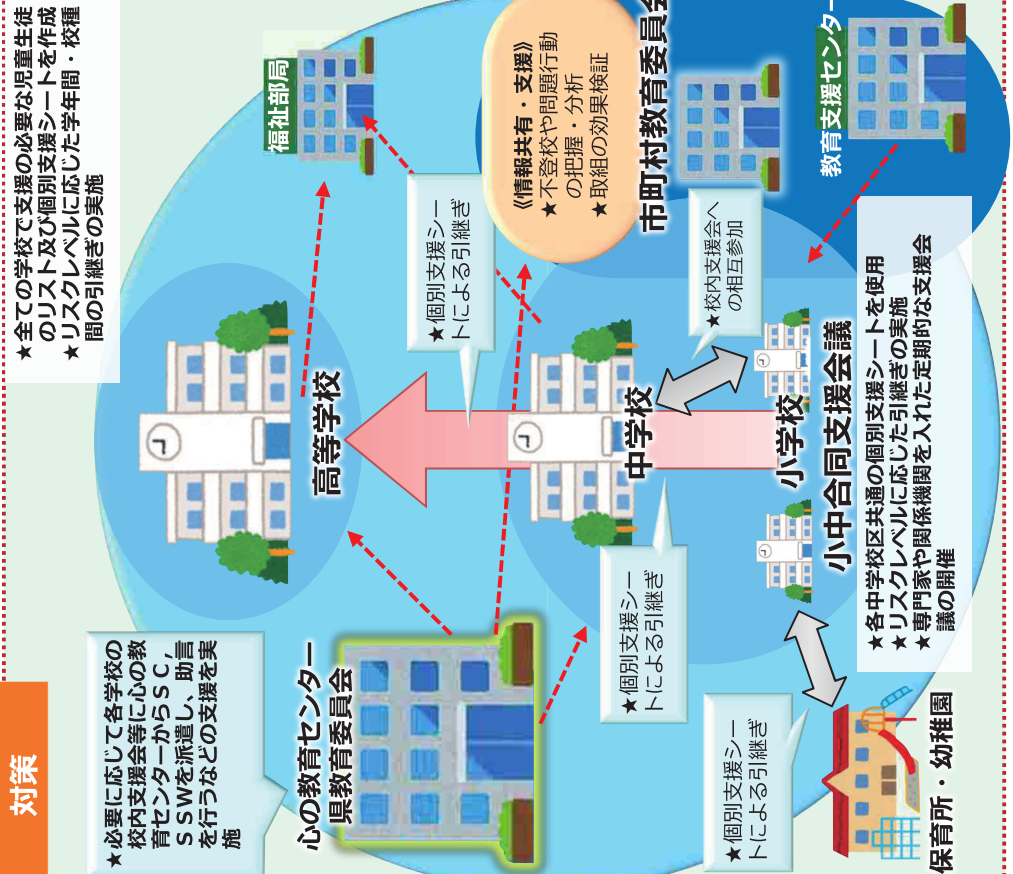 対策
★必要に応じて各学校の
校内支援会等に心の教
育センターからＳＣ，
ＳＳＷを派遣し、助言
を行うなどの支援を実
施
★全ての学校で支援の必要な児童生徒
のリスト及び個別支援シートを作成
★リスクレベルに応じた学年間・校種
間の引継ぎの実施
高等学校
福祉部局
心の教育センター
県教育委員会
★個別支援シー
トによる引継ぎ
《情報共有・支援》
★不登校や問題行動
の把握・分析
★取組の効果検証
市町村教育委員会
中学校
★個別支援シー
トによる引継ぎ
★校内支援会へ
の相互参加
教育支援センター
小学校
小中合同支援会議
★各中学校区共通の個別支援シートを使用
★リスクレベルに応じた引継ぎの実施
★専門家や関係機関を入れた定期的な支援会
議の開催
★個別支援シー
トによる引継ぎ
保育所・幼稚園